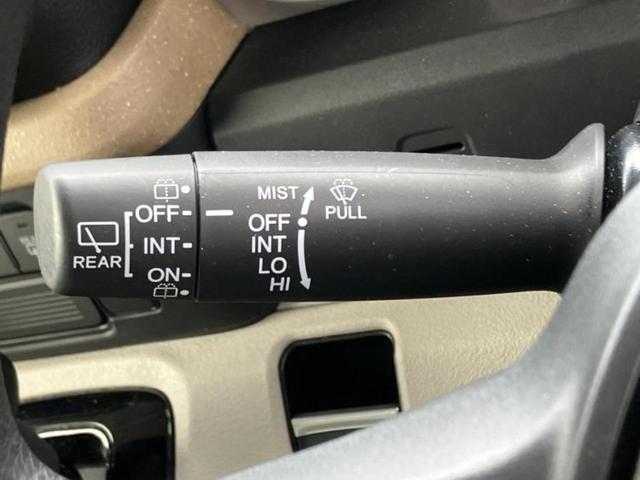 REAR
OFF
INT
ON
MIST
OFF
INT
LO
HI
PULL